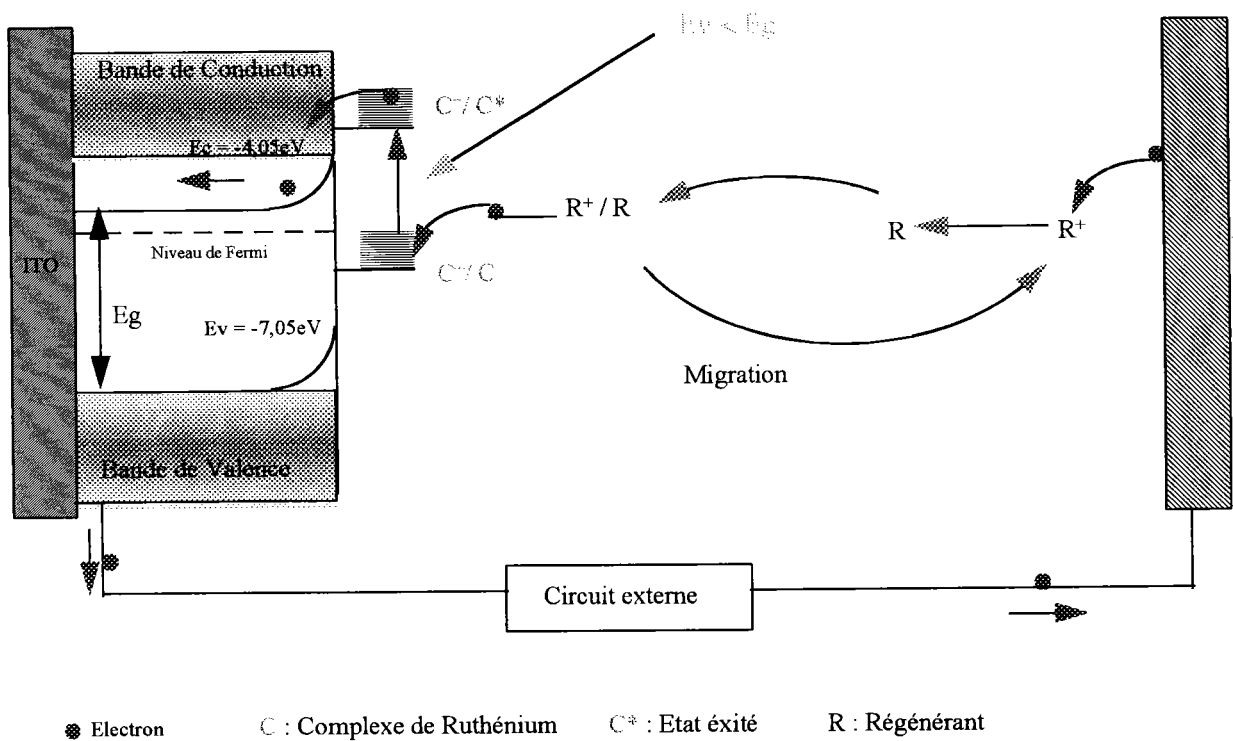 Eν < Eg
Bande de Conduction
C⁺/ C*
Ec = -4,05eV
R⁺ / R
R
R⁺
Niveau de Fermi
ITO
C⁺/ C
Eg
Ev = -7,05eV
Migration
Bande de Valence
Circuit externe
Electron
C : Complexe de Ruthénium
C* : Etat éxité
R : Régénérant